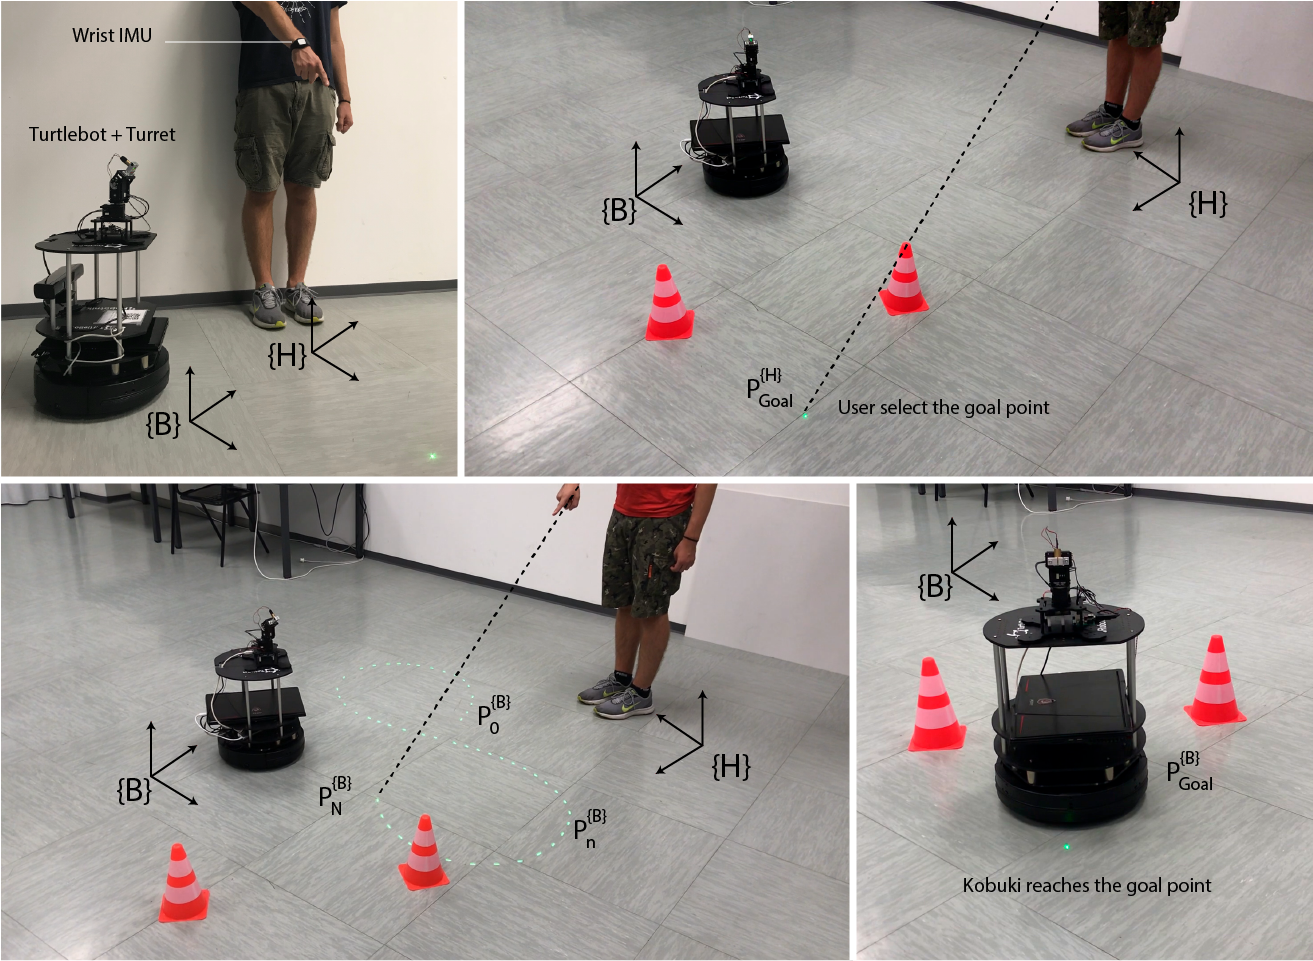 Wrist IMU
Turtlebot + Turret
{H}
{B}
{B}
{H}
P{H}Goal
User select the goal point
P{B}0
{H}
{B}
P{B}N
P{B}n
{B}
P{B}Goal
Kobuki reaches the goal point